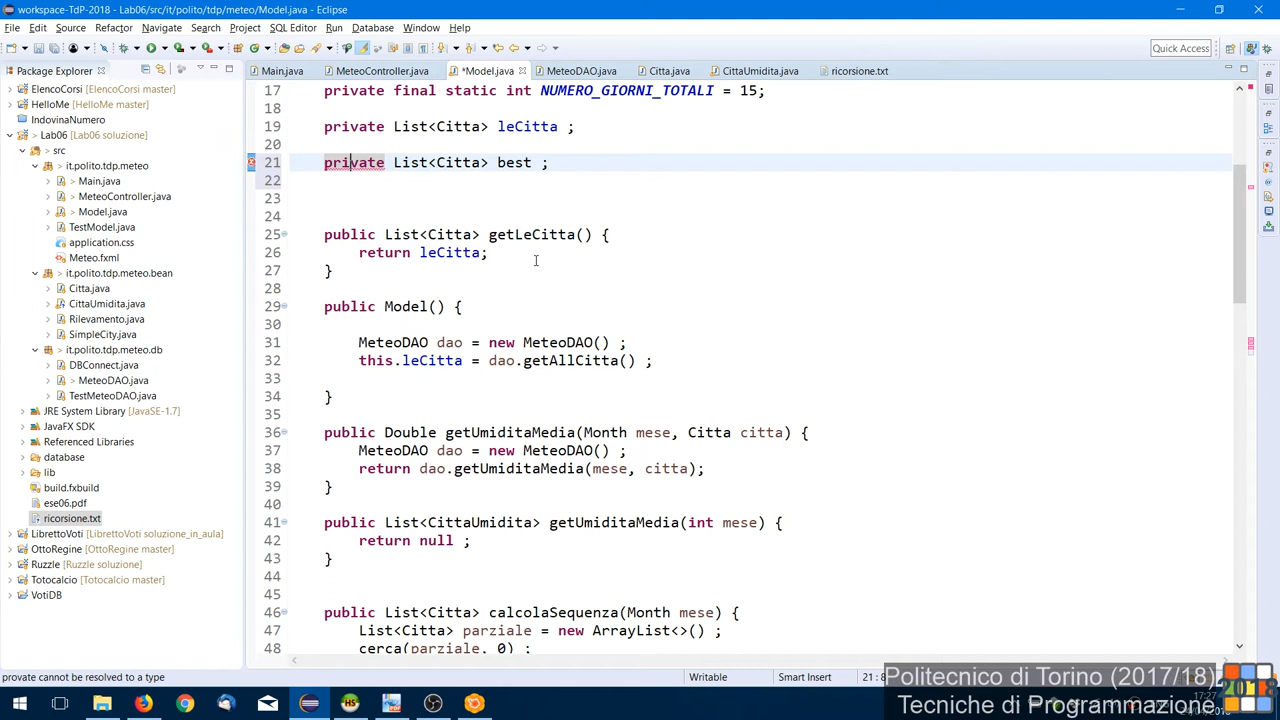 workspace-TdP-2018 - Lab06/src/it/polito/tdp/meteo/Model.java - Eclipse
File Edit Source Refactor Navigate Search Project SQL Editor Run Database Window Help
Quick Access
Package Explorer
Main.java MeteoController.java *Model.java MeteoDAO.java Citta.java CittaUmidita.java ricorsione.txt
ElencoCorsi [ElencoCorsi master]
HelloMe [HelloMe master]
IndovinaNumero
> Lab06 [Lab06 soluzione]
> src
> it.polito.tdp.meteo
Main.java
MeteoController.java
> Model.java
TestModel.java
application.css
Meteo.fxml
it.polito.tdp.meteo.bean
Citta.java
CittaUmidita.java
Rilevamento.java
SimpleCity.java
> it.polito.tdp.meteo.db
DBConnect.java
> MeteoDAO.java
TestMeteoDAO.java
JRE System Library [JavaSE-1.7]
JavaFX SDK
Referenced Libraries
database
lib
build.fxbuild
ese06.pdf
ricorsione.txt
LibrettoVoti [LibrettoVoti soluzione_in_aula]
OttoRegine [OttoRegine master]
Ruzzle [Ruzzle soluzione]
Totocalcio [Totocalcio master]
VotiDB
17 private final static int NUMERO_GIORNI_TOTALI = 15;
18
19 private List<Citta> leCitta ;
20
21 private List<Citta> best ;
22
23
24
25 public List<Citta> getLeCitta() {
26 return leCitta;
27 }
28
29 public Model() {
30
31 MeteoDAO dao = new MeteoDAO() ;
32 this.leCitta = dao.getAllCitta() ;
33
34 }
35
36 public Double getUmiditaMedia(Month mese, Citta citta) {
37 MeteoDAO dao = new MeteoDAO() ;
38 return dao.getUmiditaMedia(mese, citta);
39 }
40
41 public List<CittaUmidita> getUmiditaMedia(int mese) {
42 return null ;
43 }
44
45
46 public List<Citta> calcolaSequenza(Month mese) {
47 List<Citta> parziale = new ArrayList<>() ;
48 cerca(parziale, 0) ;
provate cannot be resolved to a type
Writable
Smart Insert
21 : 8
Politecnico di Torino (2017/18)
Tecniche di Programmazione
2018
17:27